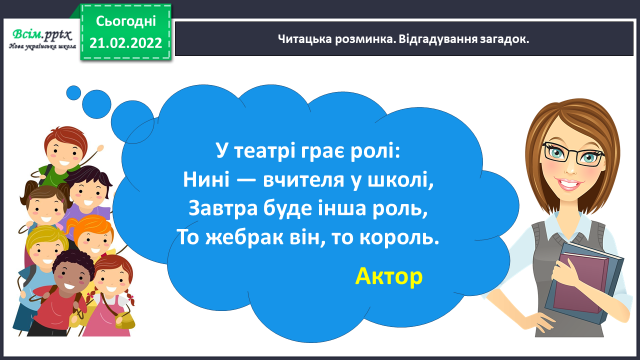 Всім.pptx
Нова українська школа
Сьогодні
21.02.2022
Читацька розминка. Відгадування загадок.
У театрі грає ролі:
Нині — вчителя у школі,
Завтра буде інша роль,
То жебрак він, то король.
Актор